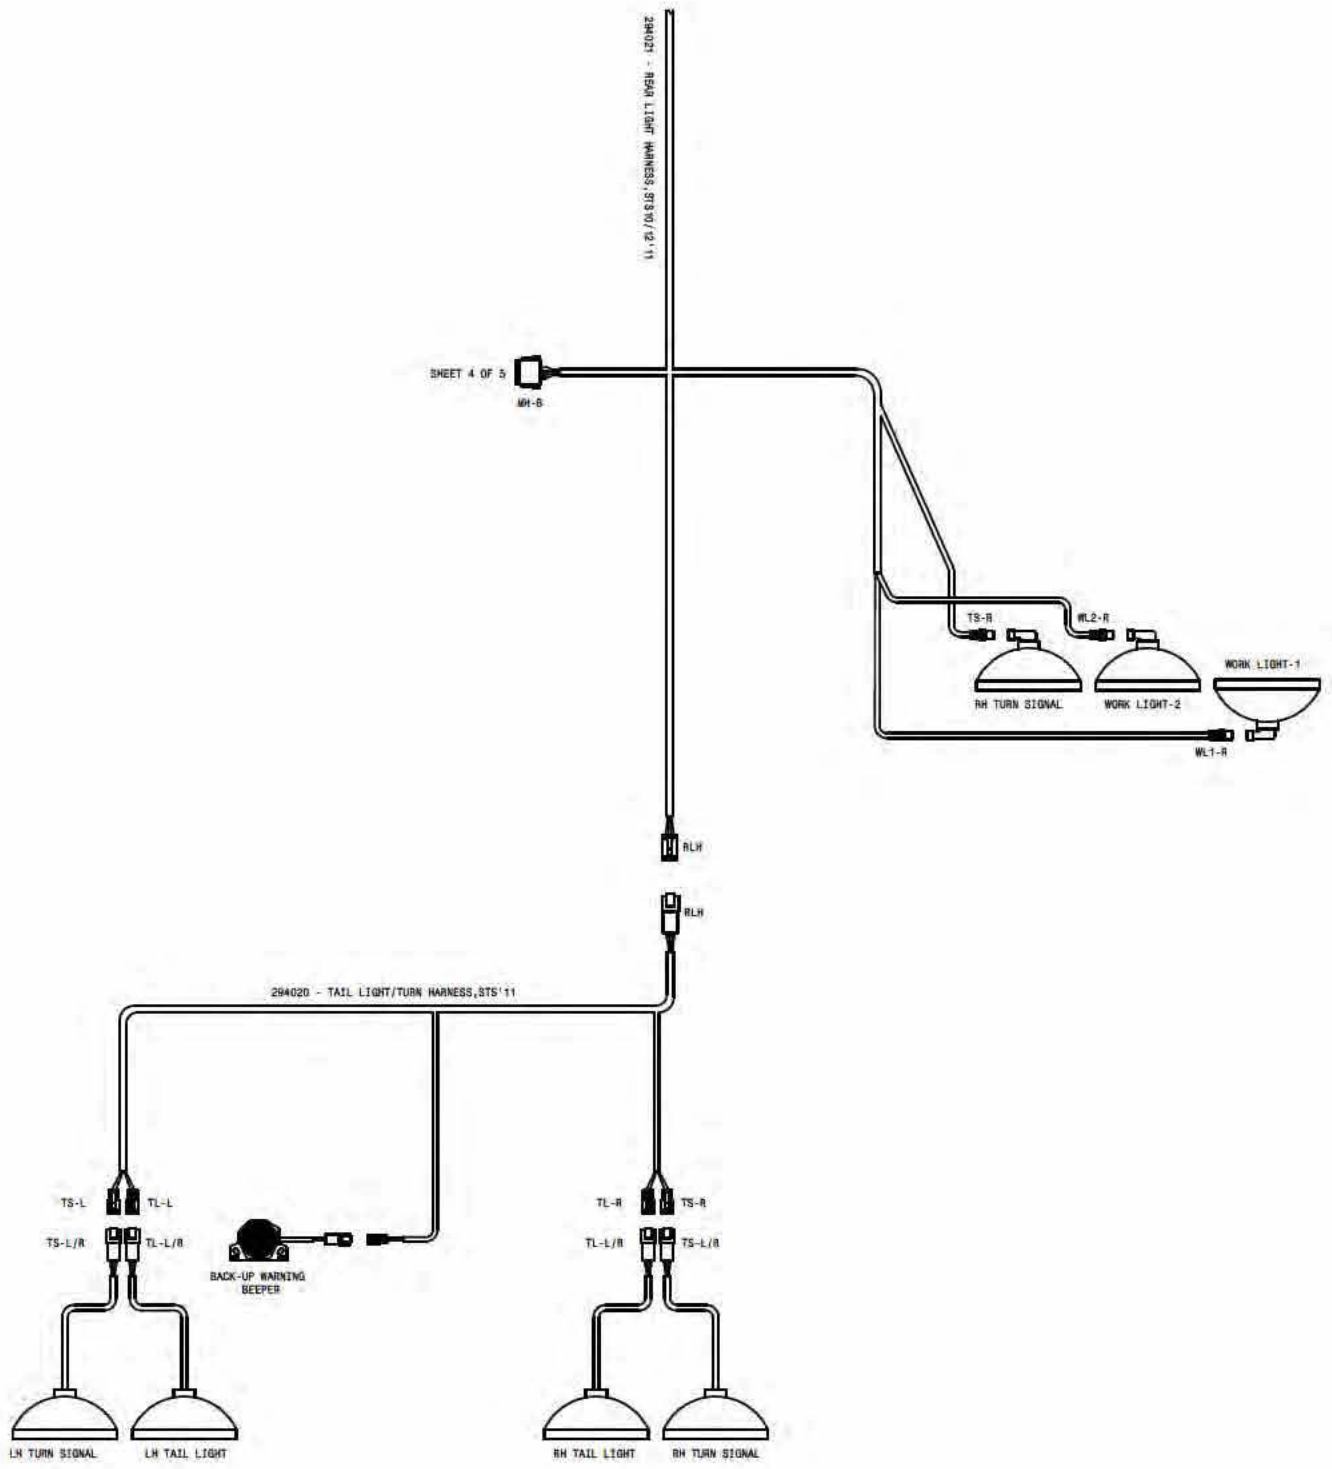 294021 - REAR LIGHT HARNESS,STS10/12'11
SHEET 4 OF 5
MH-B
TS-R
WL2-R
WORK LIGHT-1
RH TURN SIGNAL
WORK LIGHT-2
WL1-R
RLH
RLH
294020 - TAIL LIGHT/TURN HARNESS,STS'11
TS-L
TL-L
TL-R
TS-R
TS-L/R
TL-L/R
TL-L/R
TS-L/R
BACK-UP WARNING
BEEPER
LH TURN SIGNAL
LH TAIL LIGHT
RH TAIL LIGHT
RH TURN SIGNAL